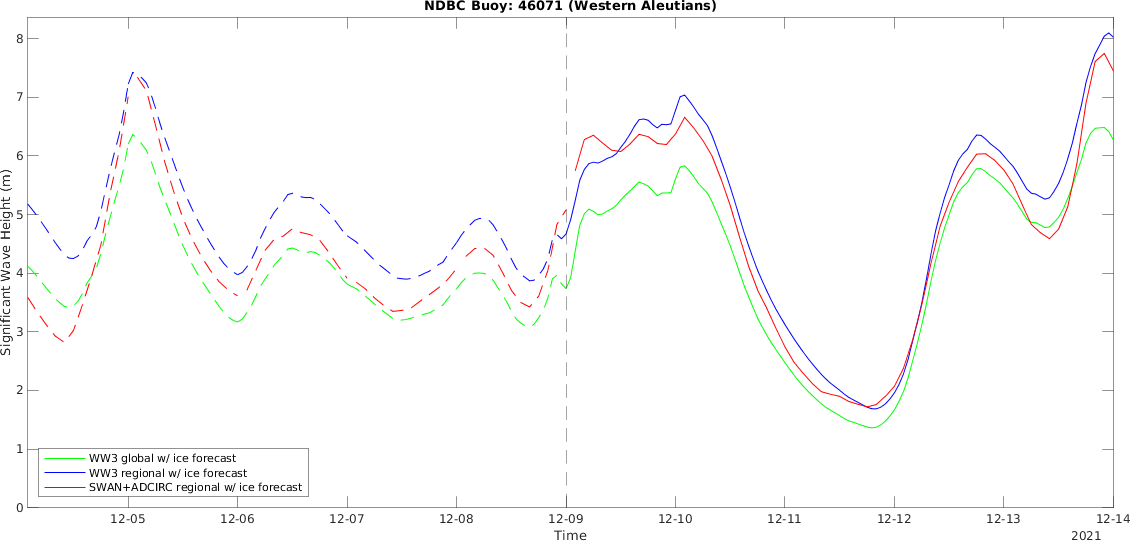 NDBC Buoy: 46071 (Western Aleutians)
Significant Wave Height (m)
8
7
6
5
4
3
2
1
0
WW3 global w/ ice forecast
WW3 regional w/ ice forecast
SWAN+ADCIRC regional w/ ice forecast
12-05 12-06 12-07 12-08 12-09 12-10 12-11 12-12 12-13 12-14
Time
2021